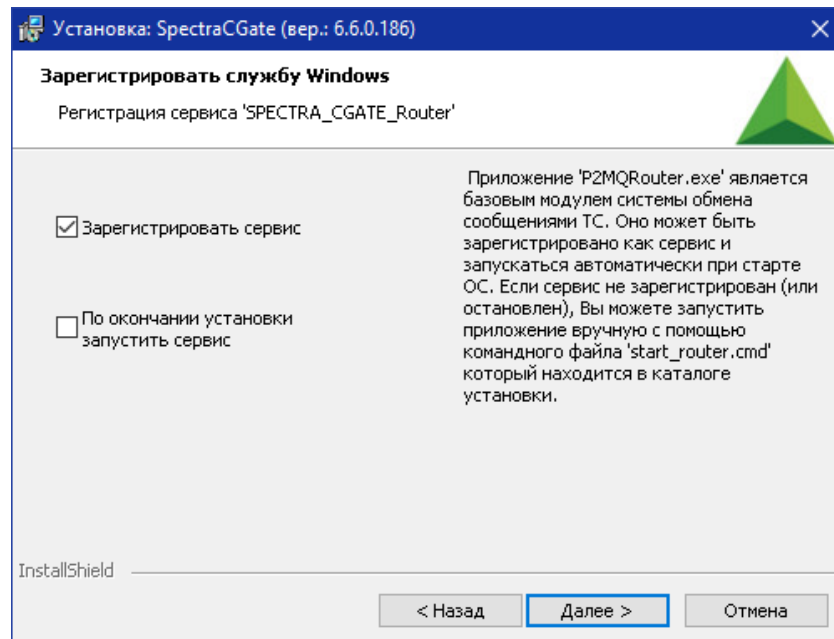 Установка: SpectraCGate (вер.: 6.6.0.186)
Зарегистрировать службу Windows
Регистрация сервиса 'SPECTRA_CGATE_Router'
Зарегистрировать сервис
По окончании установки
запустить сервис
Приложение 'P2MQRouter.exe' является
базовым модулем системы обмена
сообщениями ТС. Оно может быть
зарегистрировано как сервис и
запускаться автоматически при старте
ОС. Если сервис не зарегистрирован (или
остановлен), Вы можете запустить
приложение вручную с помощью
командного файла 'start_router.cmd'
который находится в каталоге
установки.
InstallShield
< Назад
Далее >
Отмена